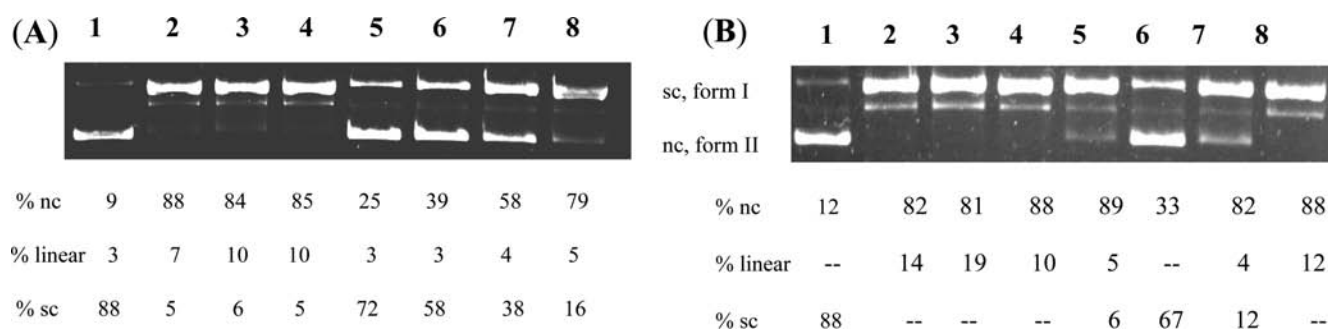 (A) 1 2 3 4 5 6 7 8
% nc 9 88 84 85 25 39 58 79
% linear 3 7 10 10 3 3 4 5
% sc 88 5 6 5 72 58 38 16
(B) 1 2 3 4 5 6 7 8
sc, form I
nc, form II
% nc 12 82 81 88 89 33 82 88
% linear -- 14 19 10 5 -- 4 12
% sc 88 -- -- -- 6 67 12 --